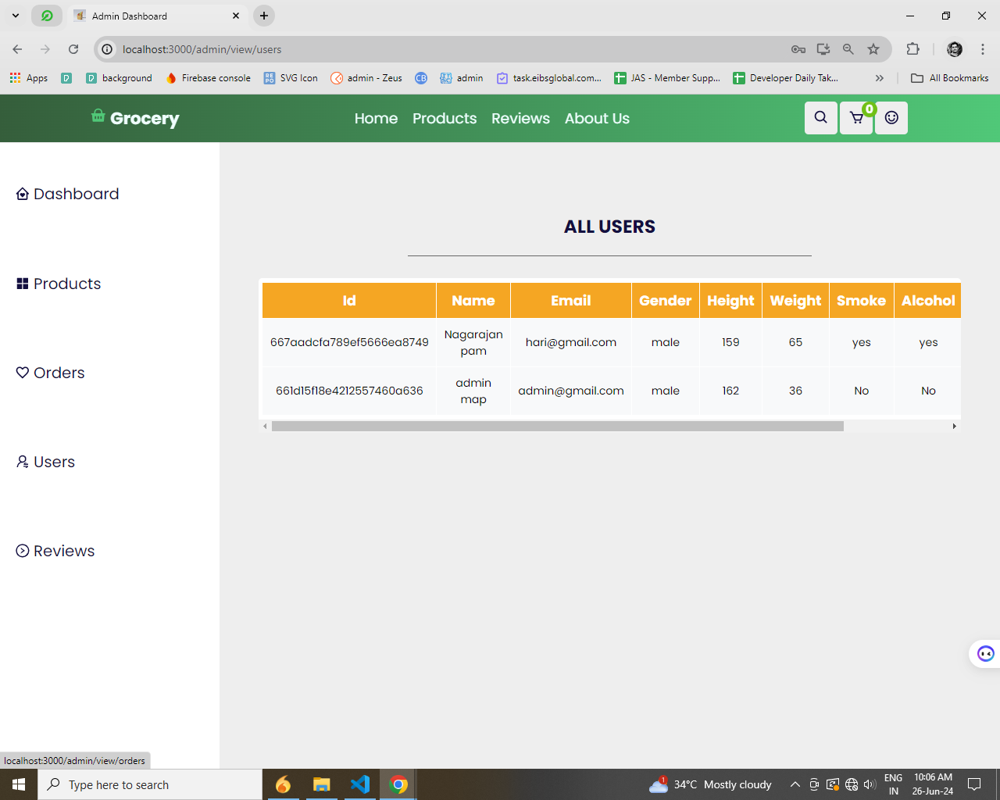 Admin Dashboard
localhost:3000/admin/view/users
Apps
background
Firebase console
REPO
SVG Icon
admin - Zeus
CB
admin
task.eibsglobal.com...
JAS - Member Supp...
Developer Daily Tak...
All Bookmarks
Grocery
Home
Products
Reviews
About Us
0
Dashboard
Products
Orders
Users
Reviews
ALL USERS
Id Name Email Gender Height Weight Smoke Alcohol
667aadcfa789ef5666ea8749 Nagarajan pam hari@gmail.com male 159 65 yes yes
661d15f18e4212557460a636 admin map admin@gmail.com male 162 36 No No
localhost:3000/admin/view/orders
Type here to search
1
34°C Mostly cloudy
ENG
IN
10:06 AM
26-Jun-24